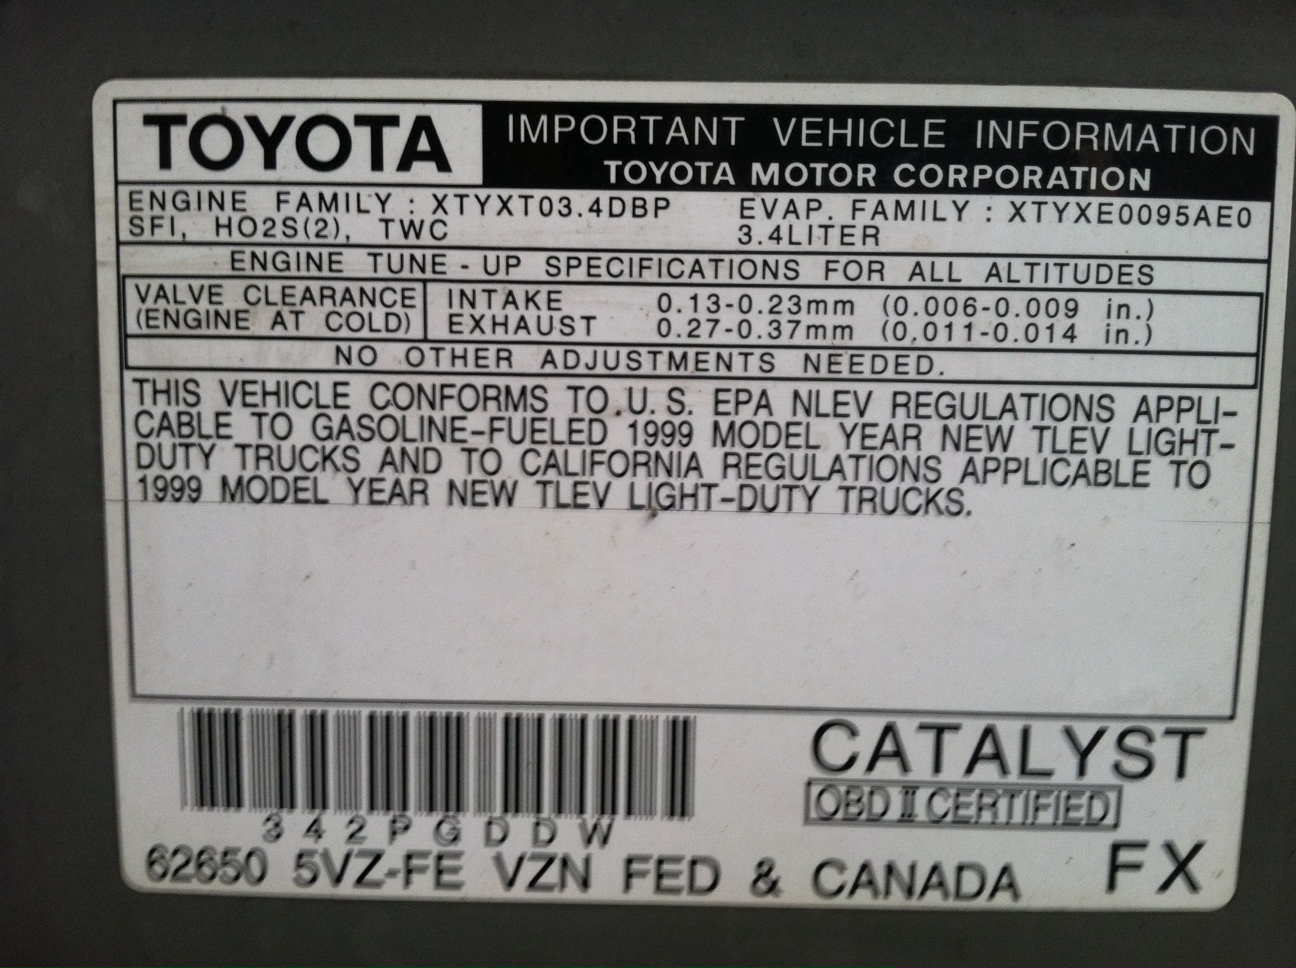 TOYOTA
IMPORTANT VEHICLE INFORMATION
TOYOTA MOTOR CORPORATION
ENGINE FAMILY : XTYXT03.4DBP EVAP. FAMILY : XTYXE0095AE0
SFI, HO2S(2), TWC 3.4LITER
ENGINE TUNE-UP SPECIFICATIONS FOR ALL ALTITUDES
VALVE CLEARANCE INTAKE 0.13-0.23mm (0.006-0.009 in.)
(ENGINE AT COLD) EXHAUST 0.27-0.37mm (0.011-0.014 in.)
NO OTHER ADJUSTMENTS NEEDED.
THIS VEHICLE CONFORMS TO U.S. EPA NLEV REGULATIONS APPLI-
CABLE TO GASOLINE-FUELED 1999 MODEL YEAR NEW TLEV LIGHT-
DUTY TRUCKS AND TO CALIFORNIA REGULATIONS APPLICABLE TO
1999 MODEL YEAR NEW TLEV LIGHT-DUTY TRUCKS.
CATALYST
OBD II CERTIFIED
342PGDDW
62650 5VZ-FE VZN FED & CANADA FX